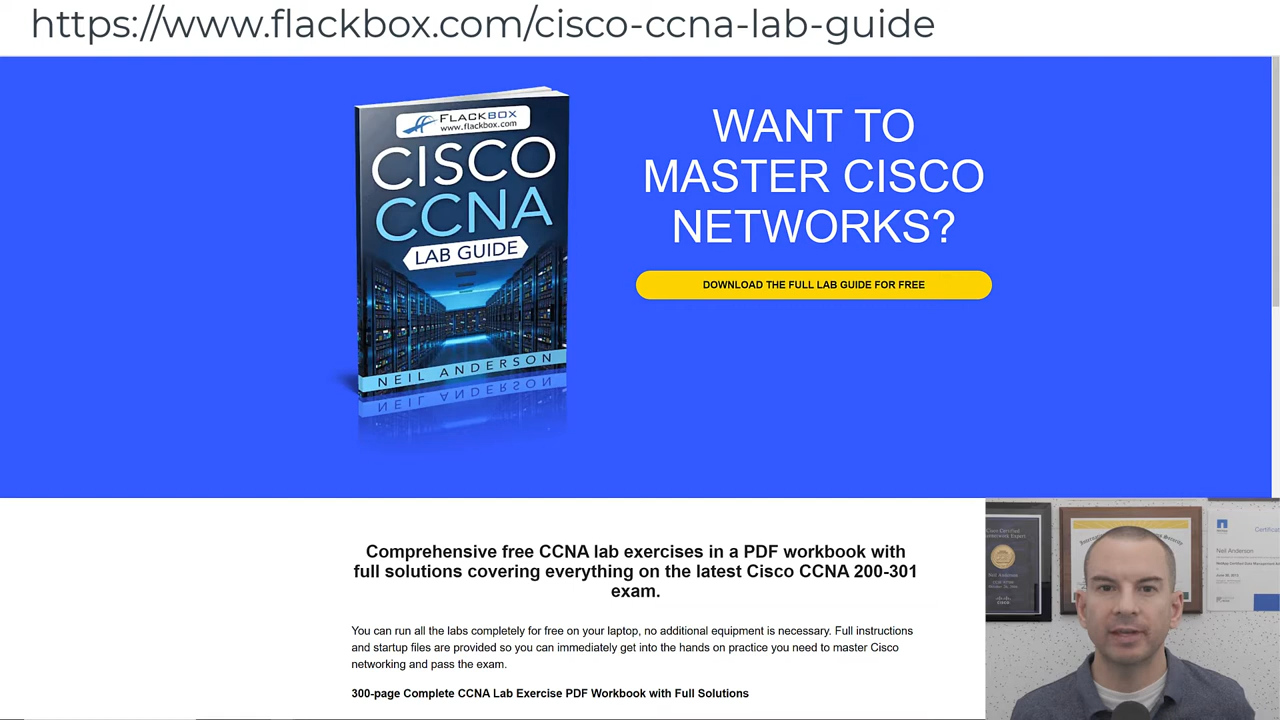 https://www.flackbox.com/cisco-ccna-lab-guide
FLACKBOX
www.flackbox.com
CISCO
CCNA
LAB GUIDE
NEIL ANDERSON
WANT TO
MASTER CISCO
NETWORKS?
DOWNLOAD THE FULL LAB GUIDE FOR FREE
Comprehensive free CCNA lab exercises in a PDF workbook with
full solutions covering everything on the latest Cisco CCNA 200-301
exam.
You can run all the labs completely for free on your laptop, no additional equipment is necessary. Full instructions
and startup files are provided so you can immediately get into the hands on practice you need to master Cisco
networking and pass the exam.
300-page Complete CCNA Lab Exercise PDF Workbook with Full Solutions
Neil Anderson